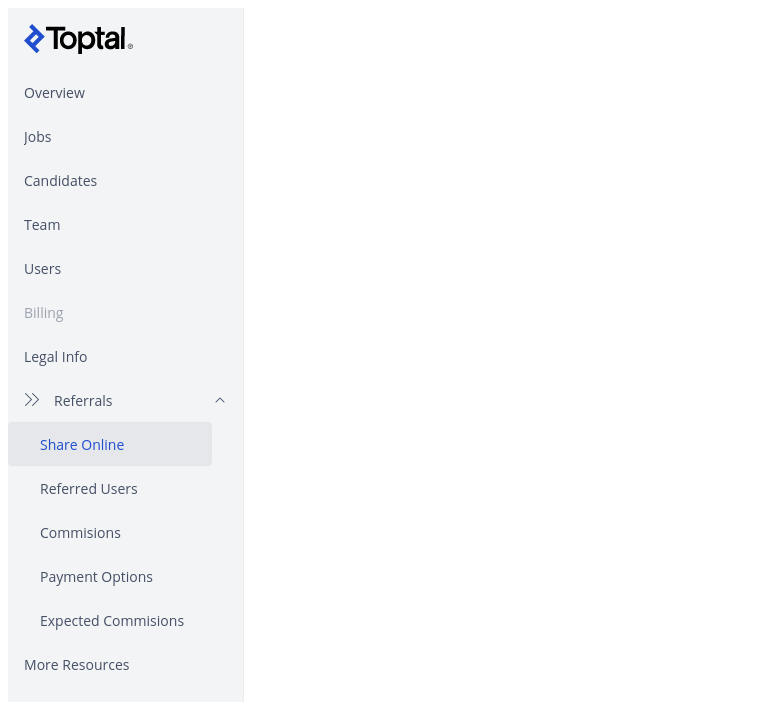 Toptal®
Overview
Jobs
Candidates
Team
Users
Billing
Legal Info
Referrals
Share Online
Referred Users
Commisions
Payment Options
Expected Commisions
More Resources